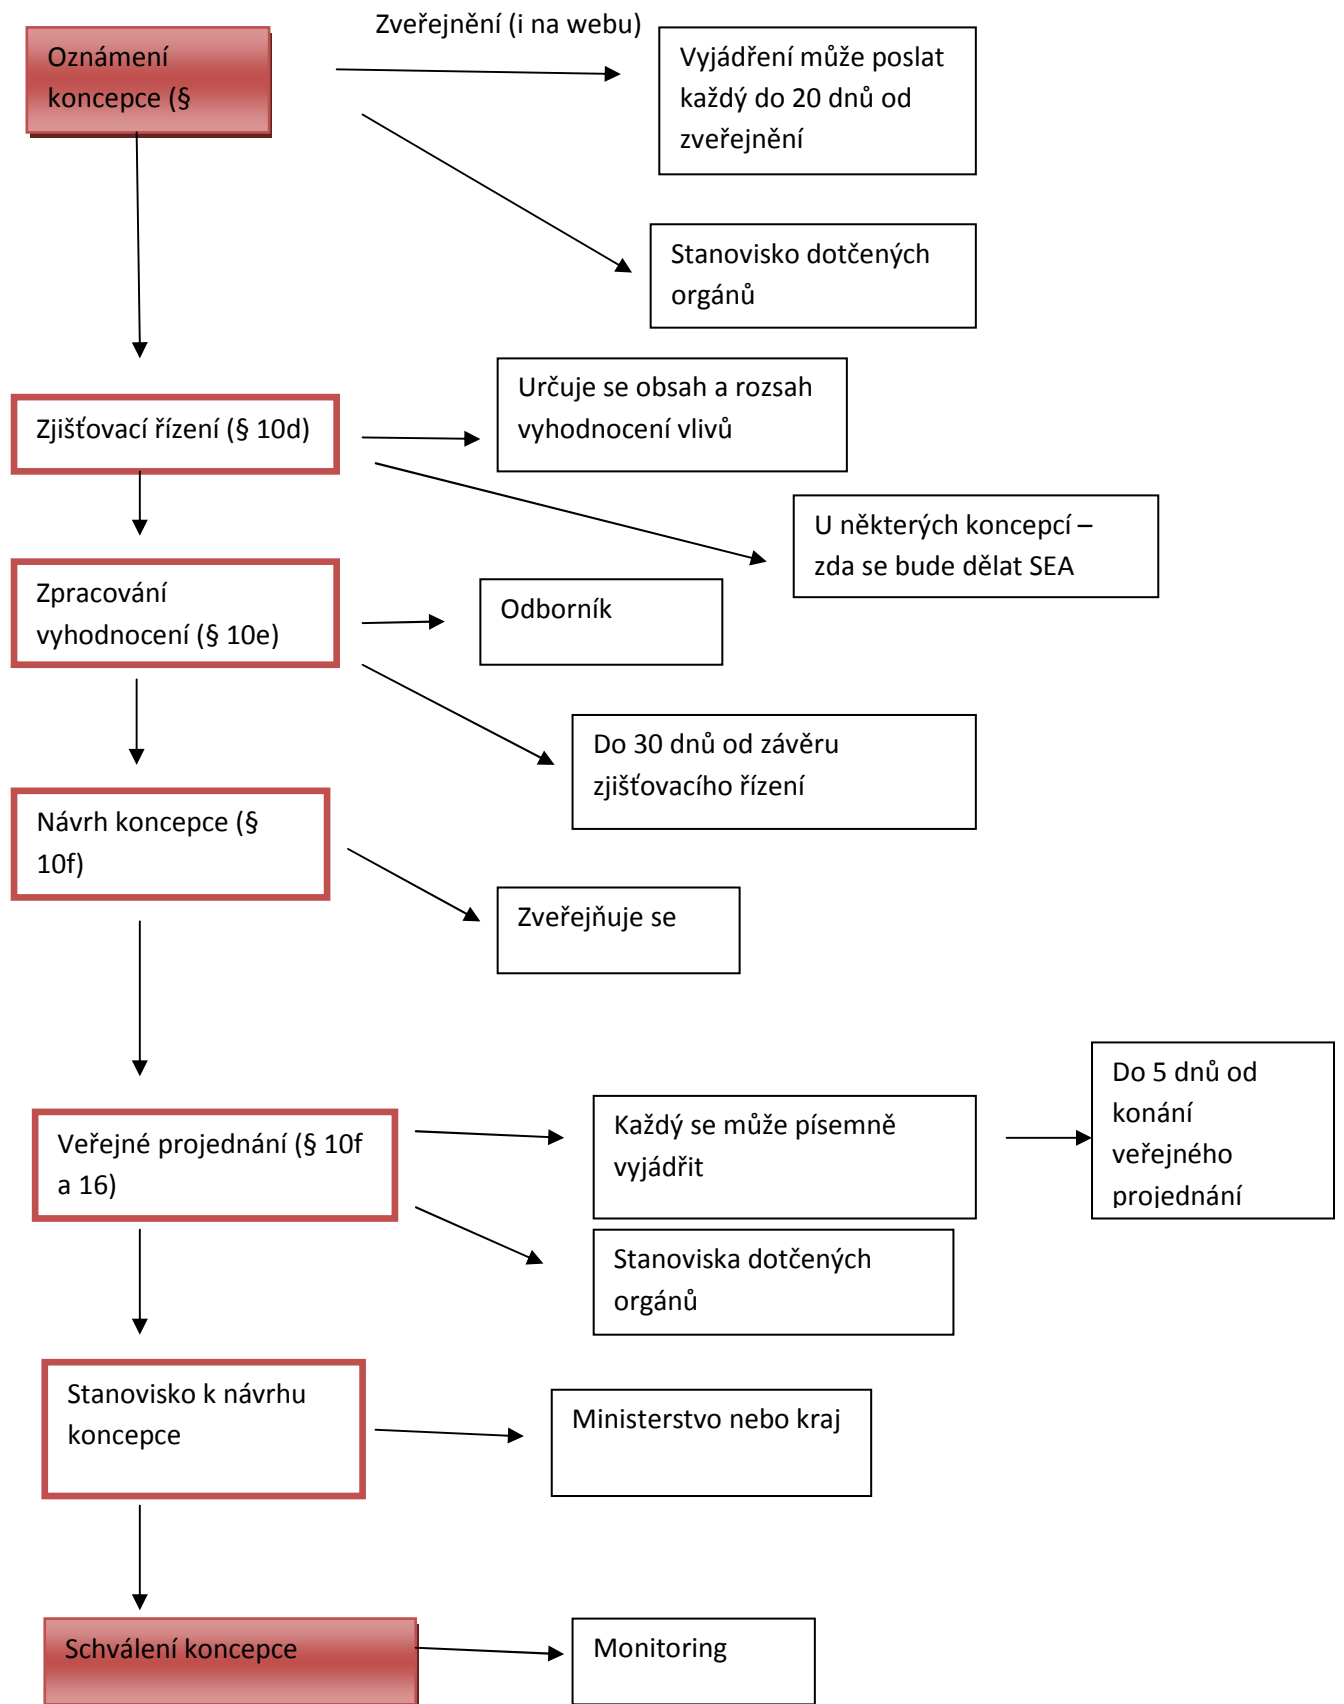 Zveřejnění (i na webu)
Oznámení
koncepce (§
Vyjádření může poslat
každý do 20 dnů od
zveřejnění
Stanovisko dotčených
orgánů
Zjišťovací řízení (§ 10d)
Určuje se obsah a rozsah
vyhodnocení vlivů
U některých koncepcí –
zda se bude dělat SEA
Zpracování
vyhodnocení (§ 10e)
Odborník
Do 30 dnů od závěru
zjišťovacího řízení
Návrh koncepce (§
10f)
Zveřejňuje se
Veřejné projednání (§ 10f
a 16)
Každý se může písemně
vyjádřit
Do 5 dnů od
konání
veřejného
projednání
Stanoviska dotčených
orgánů
Stanovisko k návrhu
koncepce
Ministerstvo nebo kraj
Schválení koncepce
Monitoring